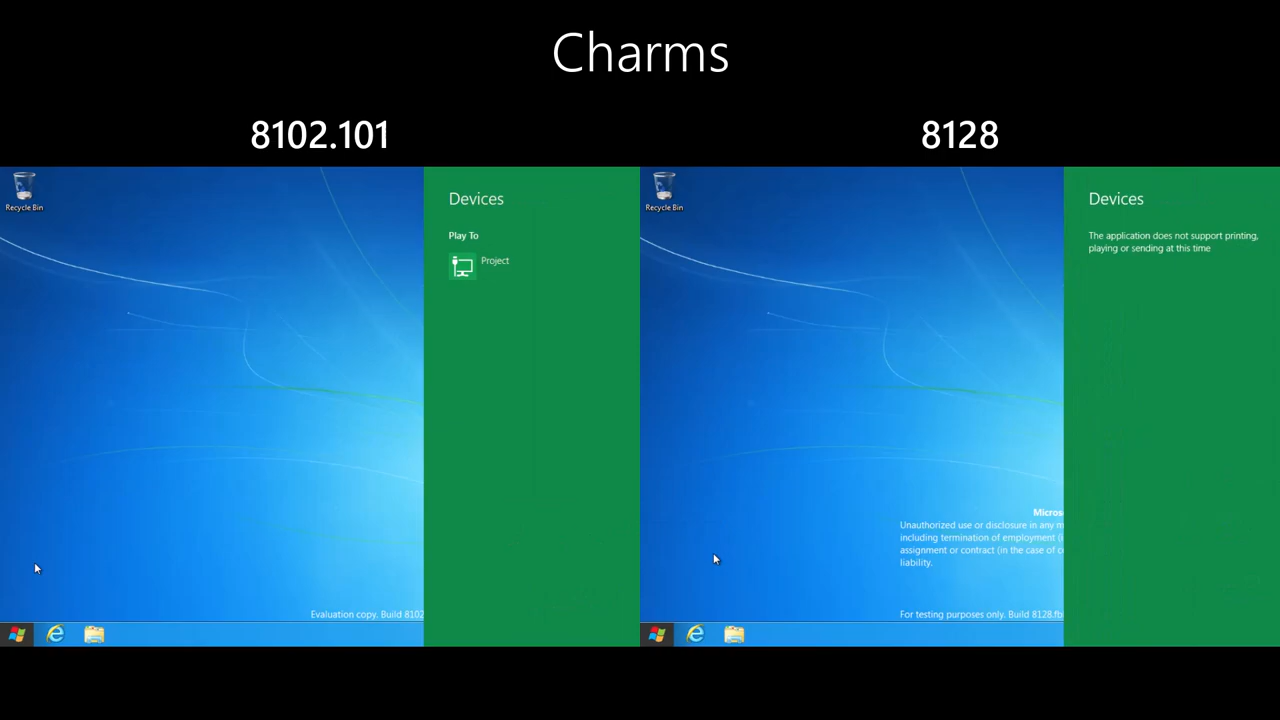 Charms
8102.101
8128
Recycle Bin
Devices
Play To
Project
Evaluation copy. Build 8102
Recycle Bin
Devices
The application does not support printing,
playing or sending at this time
Micros
Unauthorized use or disclosure in any m
including termination of employment (i
assignment or contract (in the case of c
liability.
For testing purposes only. Build 8128.fb